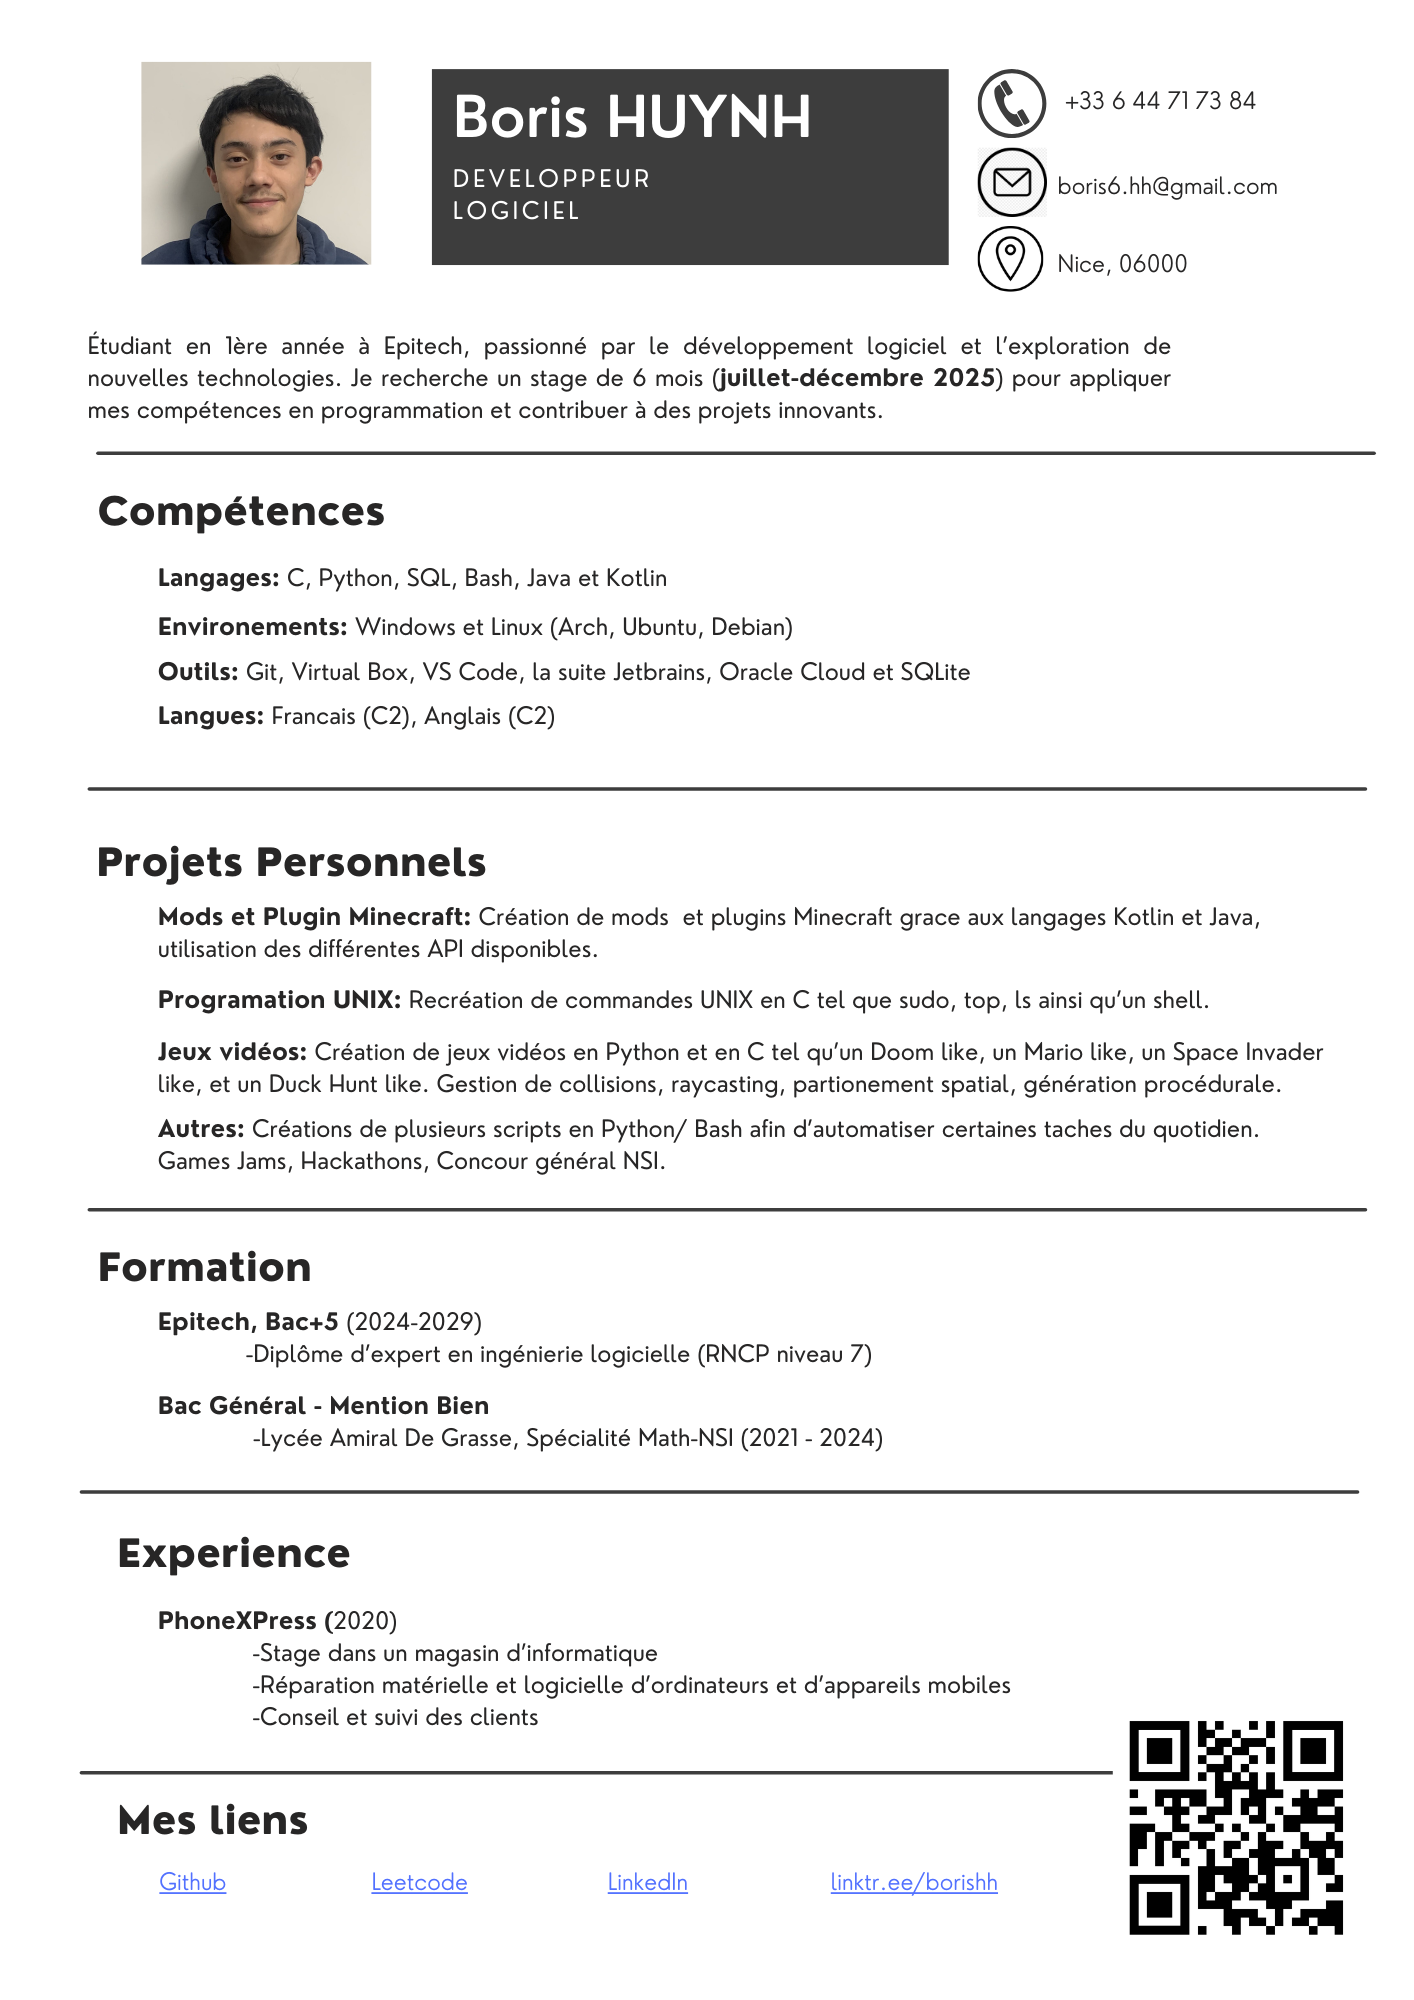 Boris HUYNH
DEVELOPPEUR
LOGICIEL
+33 6 44 71 73 84
boris6.hh@gmail.com
Nice, 06000
Étudiant en 1ère année à Epitech, passionné par le développement logiciel et l'exploration de
nouvelles technologies. Je recherche un stage de 6 mois (juillet-décembre 2025) pour appliquer
mes compétences en programmation et contribuer à des projets innovants.
Compétences
Langages: C, Python, SQL, Bash, Java et Kotlin
Environements: Windows et Linux (Arch, Ubuntu, Debian)
Outils: Git, Virtual Box, VS Code, la suite Jetbrains, Oracle Cloud et SQLite
Langues: Francais (C2), Anglais (C2)
Projets Personnels
Mods et Plugin Minecraft: Création de mods  et plugins Minecraft grace aux langages Kotlin et Java,
utilisation des différentes API disponibles.
Programation UNIX: Recréation de commandes UNIX en C tel que sudo, top, ls ainsi qu'un shell.
Jeux vidéos: Création de jeux vidéos en Python et en C tel qu'un Doom like, un Mario like, un Space Invader
like, et un Duck Hunt like. Gestion de collisions, raycasting, partionement spatial, génération procédurale.
Autres: Créations de plusieurs scripts en Python/ Bash afin d'automatiser certaines taches du quotidien.
Games Jams, Hackathons, Concour général NSI.
Formation
Epitech, Bac+5 (2024-2029)
-Diplôme d'expert en ingénierie logicielle (RNCP niveau 7)
Bac Général - Mention Bien
-Lycée Amiral De Grasse, Spécialité Math-NSI (2021 - 2024)
Experience
PhoneXPress (2020)
-Stage dans un magasin d'informatique
-Réparation matérielle et logicielle d'ordinateurs et d'appareils mobiles
-Conseil et suivi des clients
Mes liens
Github
Leetcode
LinkedIn
linktr.ee/borishh